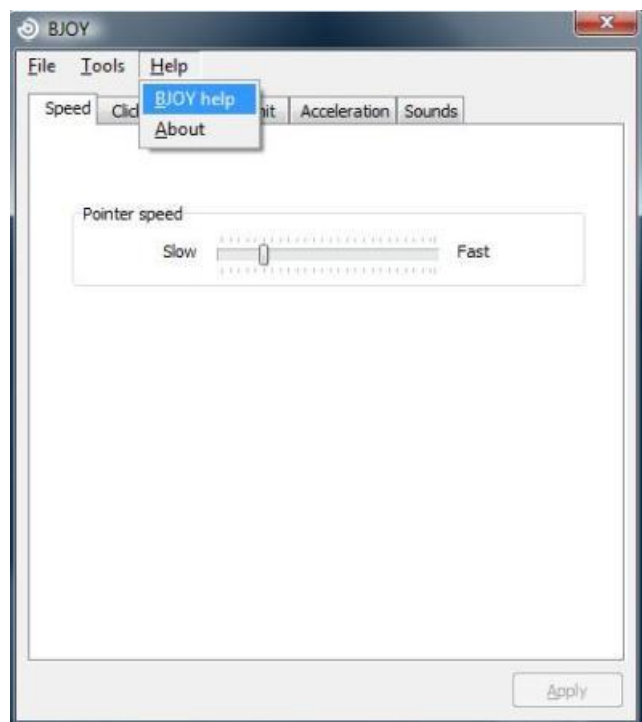 BJOY
File Tools Help
BJOY help
About
Speed Acceleration Sounds
Pointer speed
Slow Fast
Apply